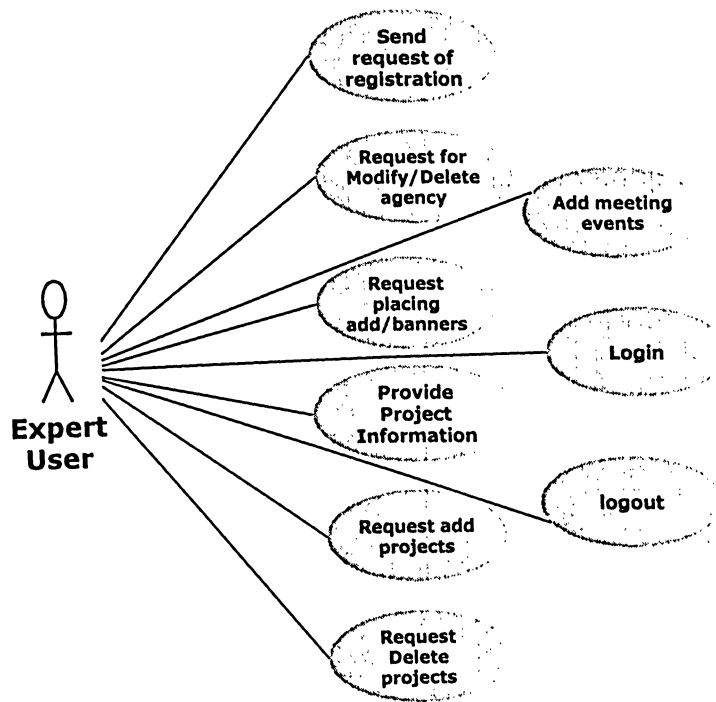 Send
request of
registration
Request for
Modify/Delete
agency
Add meeting
events
Request
placing
add/banners
Login
Provide
Project
Information
Expert
User
logout
Request add
projects
Request
Delete
projects